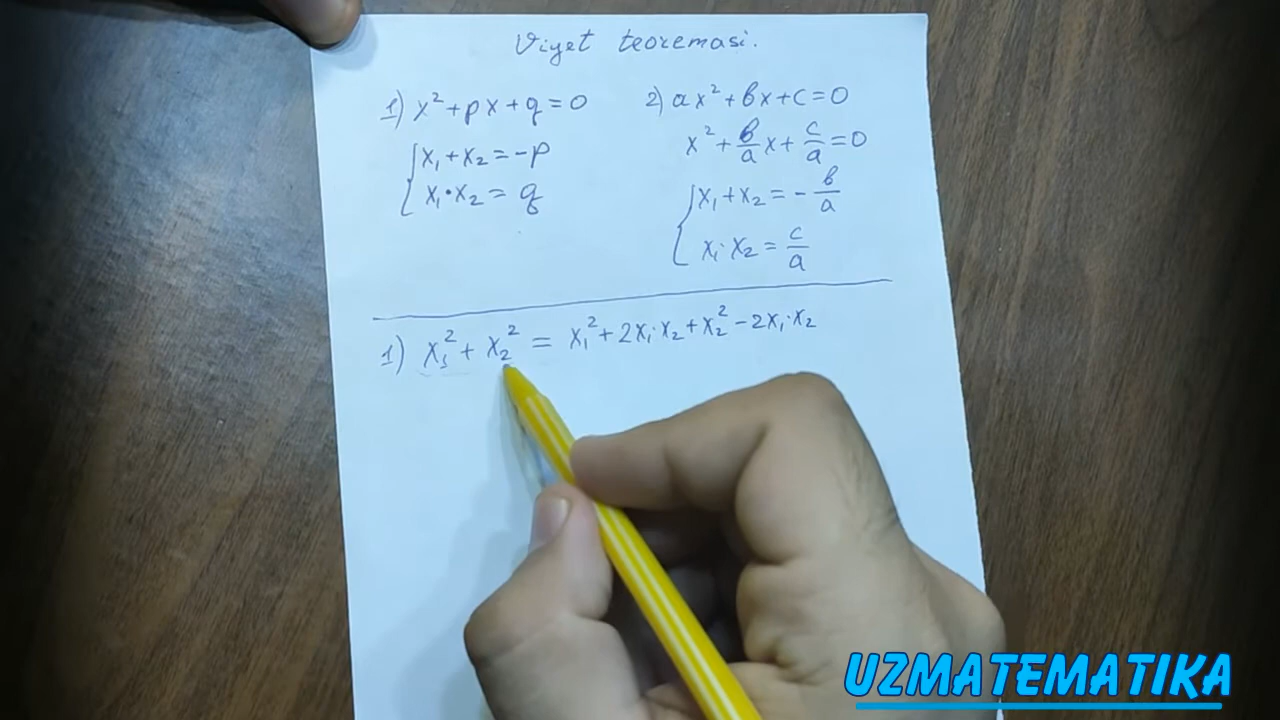 Viyet teoremasi.
1) x²+px+q=0
{x₁+x₂=-p
x₁·x₂=q
2) ax²+bx+c=0
x²+b/a x+c/a=0
{x₁+x₂=-b/a
x₁·x₂=c/a
1) x₁²+x₂²=x₁²+2x₁·x₂+x₂²-2x₁·x₂
UZMATEMATIKA